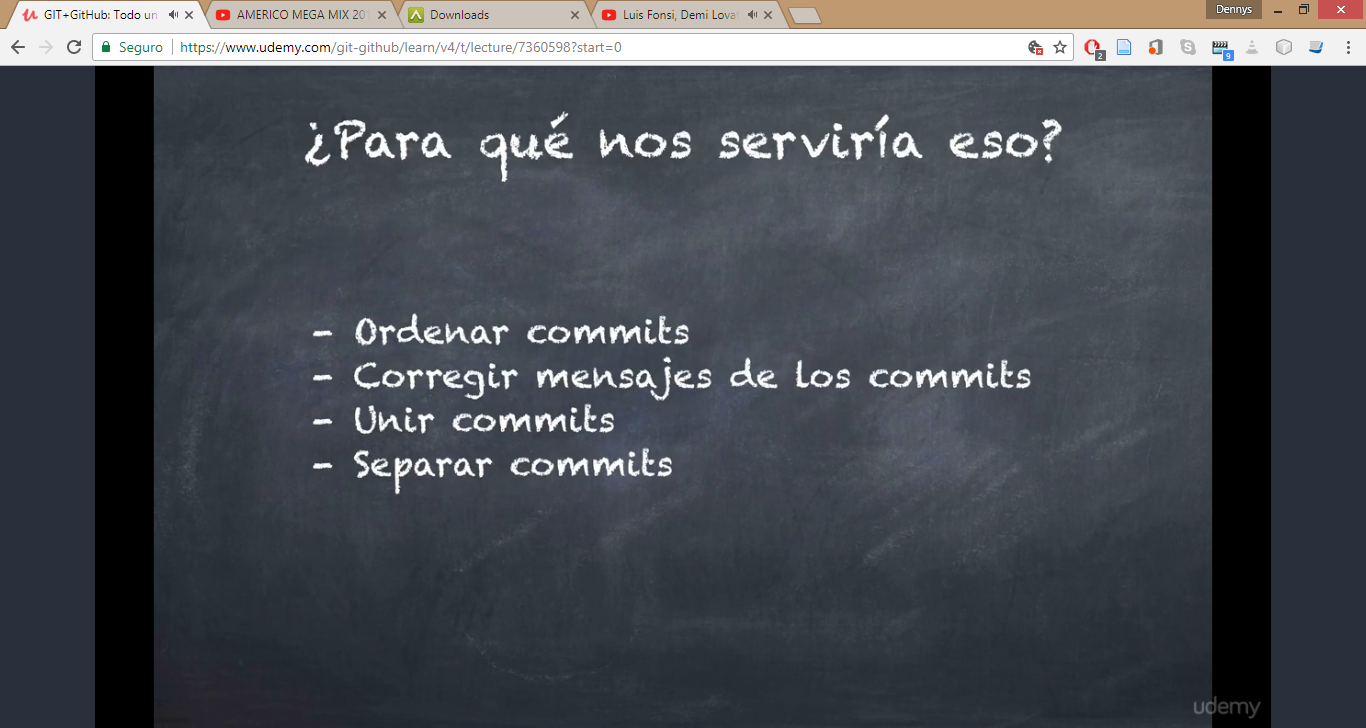 GIT+GitHub: Todo un
AMERICO MEGA MIX 20
Downloads
Luis Fonsi, Demi Lova
Dennys
Seguro
https://www.udemy.com/git-github/learn/v4/t/lecture/7360598?start=0
2
9
¿Para qué nos serviría eso?
- Ordenar commits
- Corregir mensajes de los commits
- Unir commits
- Separar commits
udemy